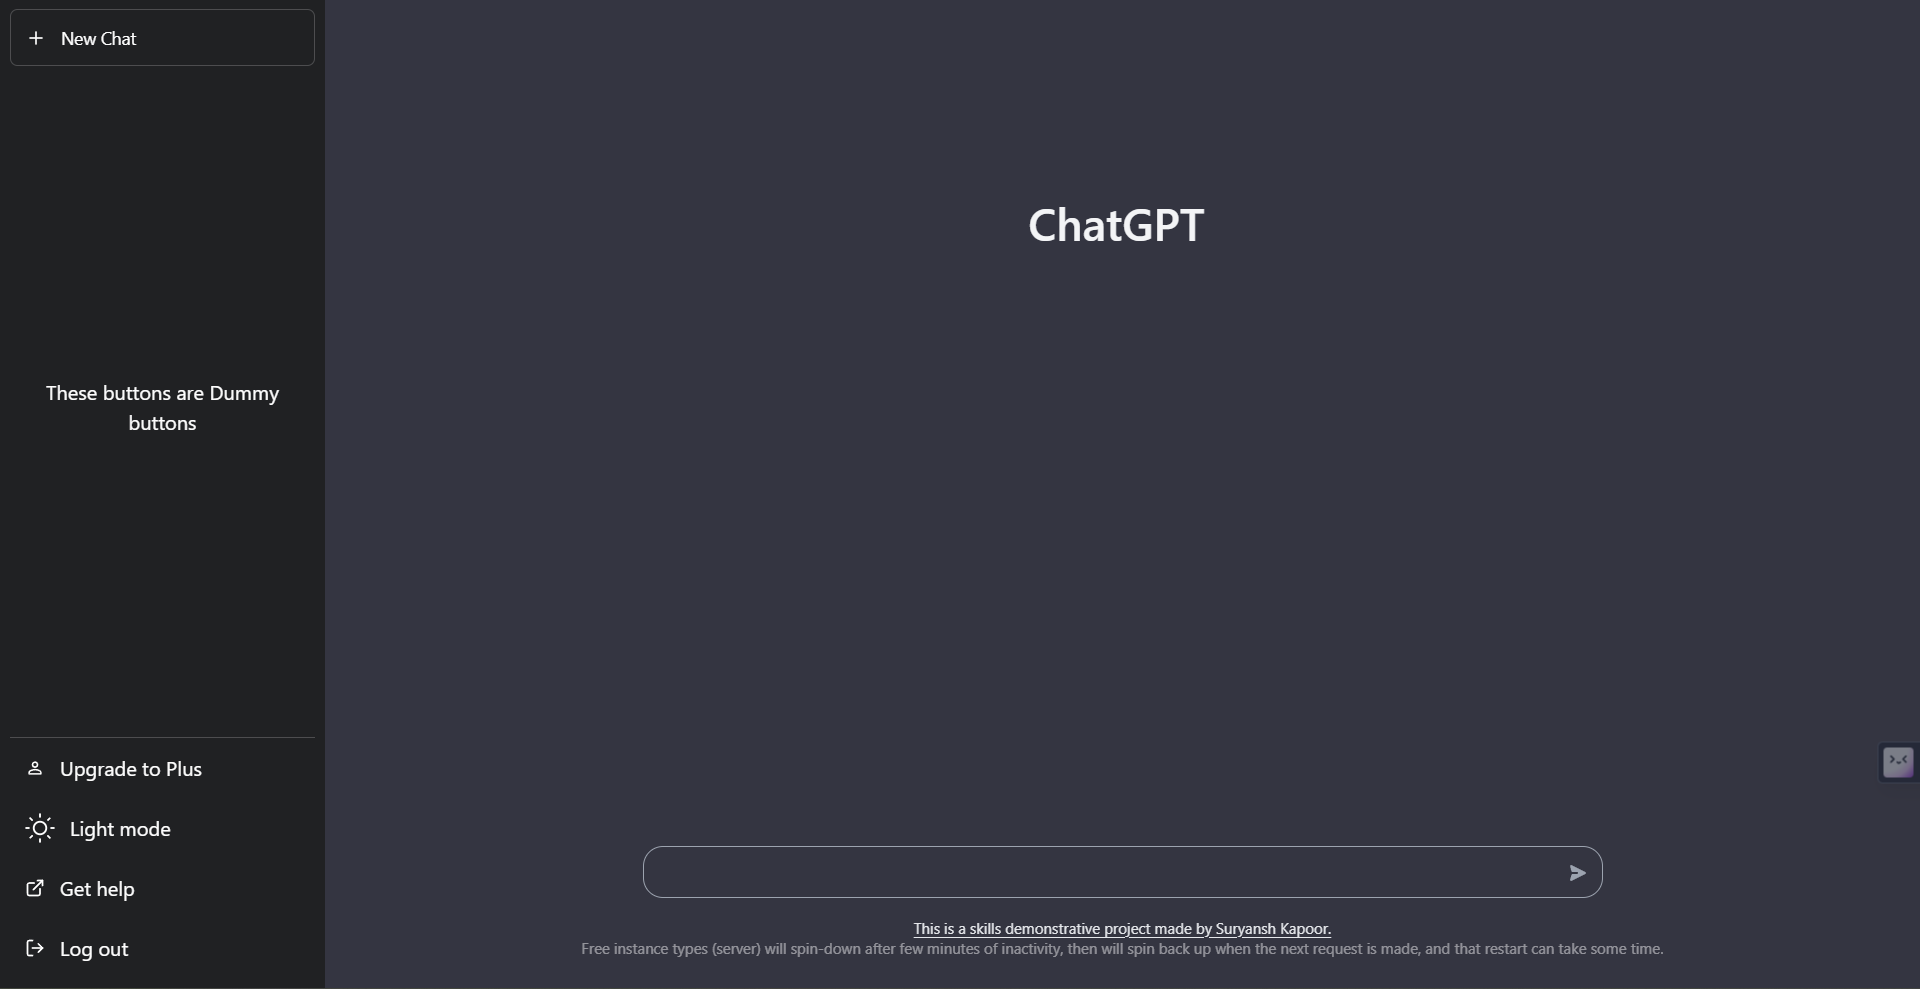 New Chat
These buttons are Dummy
buttons
Upgrade to Plus
Light mode
Get help
Log out
ChatGPT
This is a skills demonstrative project made by Suryansh Kapoor.
Free instance types (server) will spin-down after few minutes of inactivity, then will spin back up when the next request is made, and that restart can take some time.